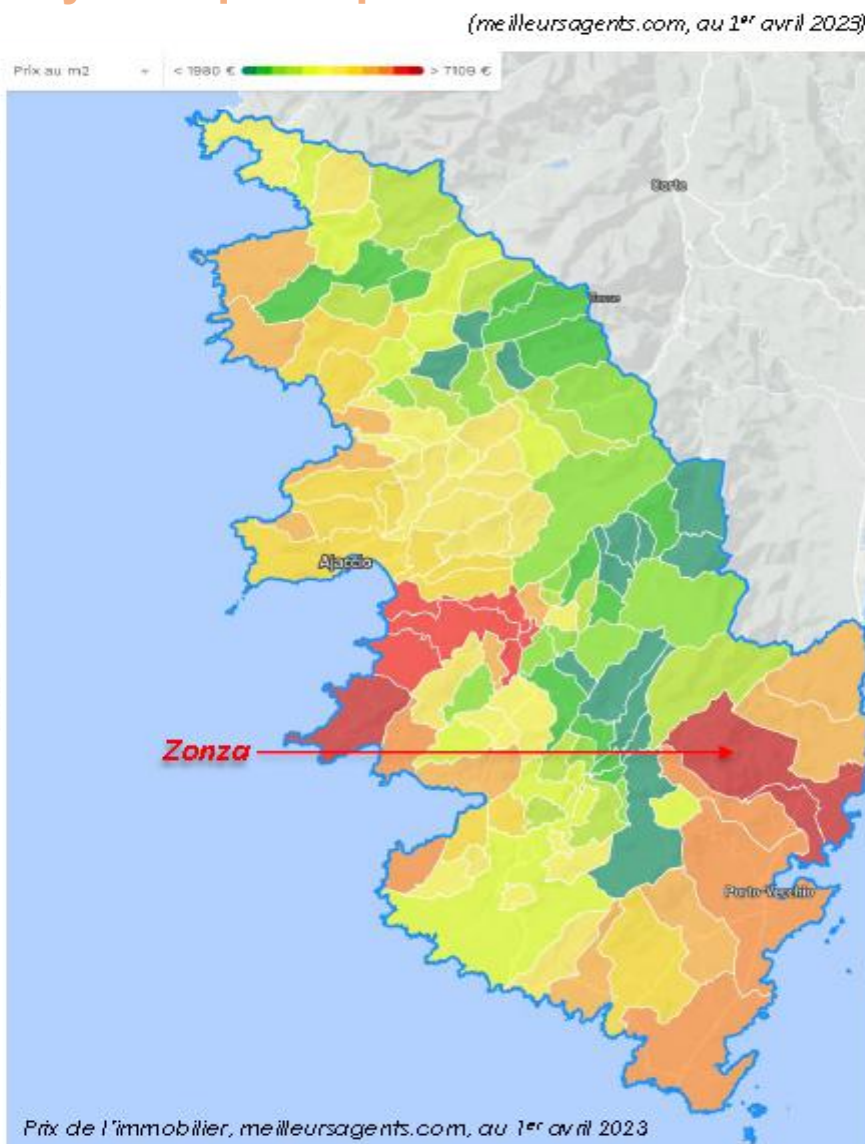 (meilleursagents.com, au 1er avril 2023)
Prix au m2
< 1980 € > 7109 €
Corte
Ajaccio
Zonza
Porto-Vecchio
Prix de l'immobilier, meilleursagents.com, au 1er avril 2023